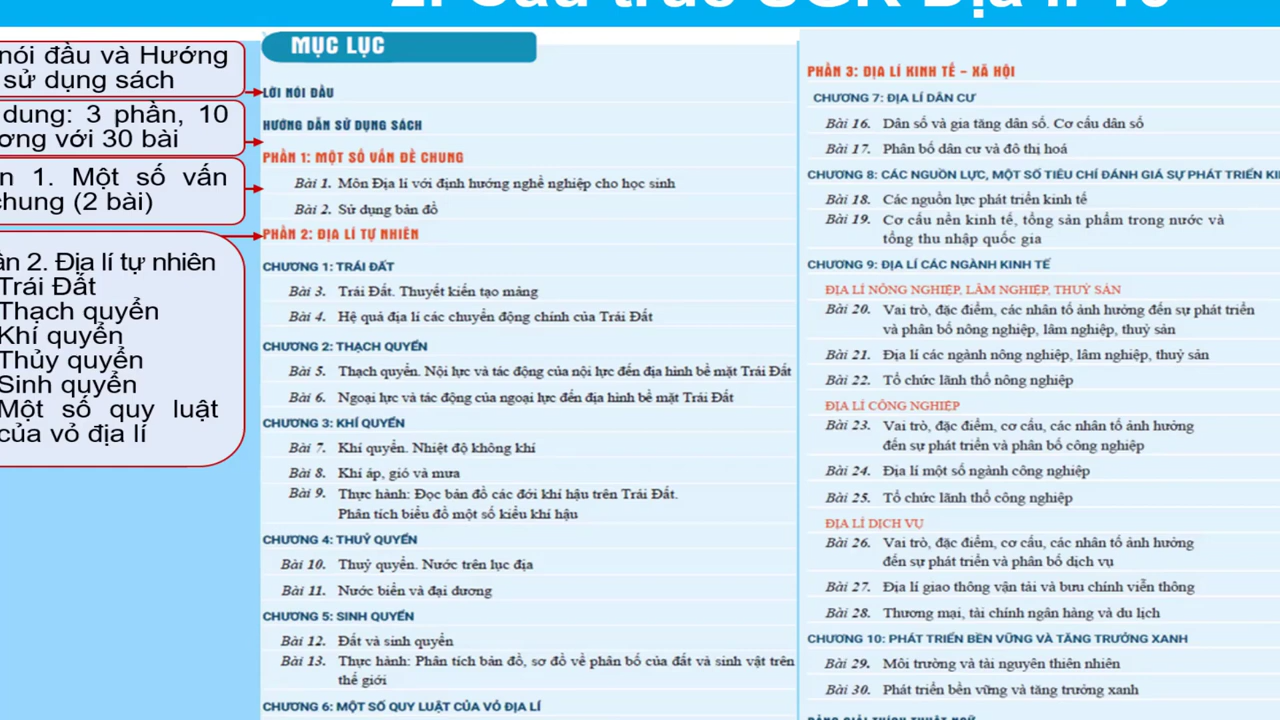 2. Cấu trúc SGK Địa lí 10
nói đầu và Hướng
sử dụng sách
dung: 3 phần, 10
ương với 30 bài
n 1. Một số vấn
chung (2 bài)
ần 2. Địa lí tự nhiên
Trái Đất
Thạch quyển
Khí quyển
Thủy quyển
Sinh quyển
Một số quy luật
của vỏ địa lí
MỤC LỤC
LỜI NÓI ĐẦU
HƯỚNG DẪN SỬ DỤNG SÁCH
PHẦN 1: MỘT SỐ VẤN ĐỀ CHUNG
Bài 1. Môn Địa lí với định hướng nghề nghiệp cho học sinh
Bài 2. Sử dụng bản đồ
PHẦN 2: ĐỊA LÍ TỰ NHIÊN
CHƯƠNG 1: TRÁI ĐẤT
Bài 3. Trái Đất. Thuyết kiến tạo mảng
Bài 4. Hệ quả địa lí các chuyển động chính của Trái Đất
CHƯƠNG 2: THẠCH QUYỂN
Bài 5. Thạch quyển. Nội lực và tác động của nội lực đến địa hình bề mặt Trái Đất
Bài 6. Ngoại lực và tác động của ngoại lực đến địa hình bề mặt Trái Đất
CHƯƠNG 3: KHÍ QUYỂN
Bài 7. Khí quyển. Nhiệt độ không khí
Bài 8. Khí áp, gió và mưa
Bài 9. Thực hành: Đọc bản đồ các đới khí hậu trên Trái Đất.
Phân tích biểu đồ một số kiểu khí hậu
CHƯƠNG 4: THUỶ QUYỂN
Bài 10. Thuỷ quyển. Nước trên lục địa
Bài 11. Nước biển và đại dương
CHƯƠNG 5: SINH QUYỂN
Bài 12. Đất và sinh quyển
Bài 13. Thực hành: Phân tích bản đồ, sơ đồ về phân bố của đất và sinh vật trên
thế giới
CHƯƠNG 6: MỘT SỐ QUY LUẬT CỦA VỎ ĐỊA LÍ
PHẦN 3: ĐỊA LÍ KINH TẾ – XÃ HỘI
CHƯƠNG 7: ĐỊA LÍ DÂN CƯ
Bài 16. Dân số và gia tăng dân số. Cơ cấu dân số
Bài 17. Phân bố dân cư và đô thị hoá
CHƯƠNG 8: CÁC NGUỒN LỰC, MỘT SỐ TIÊU CHÍ ĐÁNH GIÁ SỰ PHÁT TRIỂN KI
Bài 18. Các nguồn lực phát triển kinh tế
Bài 19. Cơ cấu nền kinh tế, tổng sản phẩm trong nước và
tổng thu nhập quốc gia
CHƯƠNG 9: ĐỊA LÍ CÁC NGÀNH KINH TẾ
ĐỊA LÍ NÔNG NGHIỆP, LÂM NGHIỆP, THUỶ SẢN
Bài 20. Vai trò, đặc điểm, các nhân tố ảnh hưởng đến sự phát triển
và phân bố nông nghiệp, lâm nghiệp, thuỷ sản
Bài 21. Địa lí các ngành nông nghiệp, lâm nghiệp, thuỷ sản
Bài 22. Tổ chức lãnh thổ nông nghiệp
ĐỊA LÍ CÔNG NGHIỆP
Bài 23. Vai trò, đặc điểm, cơ cấu, các nhân tố ảnh hưởng
đến sự phát triển và phân bố công nghiệp
Bài 24. Địa lí một số ngành công nghiệp
Bài 25. Tổ chức lãnh thổ công nghiệp
ĐỊA LÍ DỊCH VỤ
Bài 26. Vai trò, đặc điểm, cơ cấu, các nhân tố ảnh hưởng
đến sự phát triển và phân bố dịch vụ
Bài 27. Địa lí giao thông vận tải và bưu chính viễn thông
Bài 28. Thương mại, tài chính ngân hàng và du lịch
CHƯƠNG 10: PHÁT TRIỂN BỀN VỮNG VÀ TĂNG TRƯỞNG XANH
Bài 29. Môi trường và tài nguyên thiên nhiên
Bài 30. Phát triển bền vững và tăng trưởng xanh
BẢNG GIẢI THÍCH THUẬT NGỮ